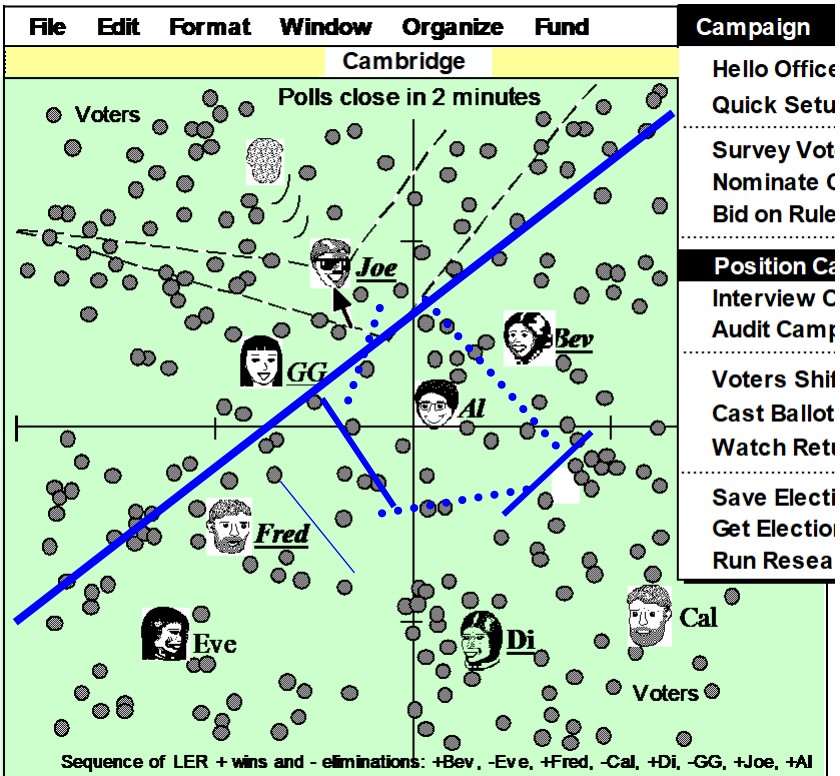 File Edit Format Window Organize Fund
Campaign
Cambridge
Hello Office
Quick Setu
Polls close in 2 minutes
Voters
Survey Vot
Nominate C
Bid on Rule
Joe
Position Ca
Interview C
Audit Camp
Bev
GG
Voters Shif
Al
Cast Ballot
Watch Retu
Save Electi
Fred
Get Election
Run Resea
Eve
Di
Cal
Voters
Sequence of LER + wins and - eliminations: +Bev, -Eve, +Fred, -Cal, +Di, -GG, +Joe, +Al